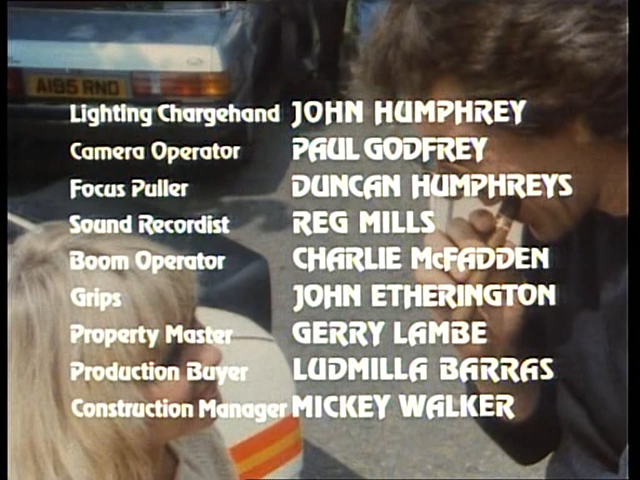 A195 RND
Lighting Chargehand JOHN HUMPHREY
Camera Operator PAUL GODFREY
Focus Puller DUNCAN HUMPHREYS
Sound Recordist REG MILLS
Boom Operator CHARLIE McFADDEN
Grips JOHN ETHERINGTON
Property Master GERRY LAMBE
Production Buyer LUDMILLA BARRAS
Construction Manager MICKEY WALKER